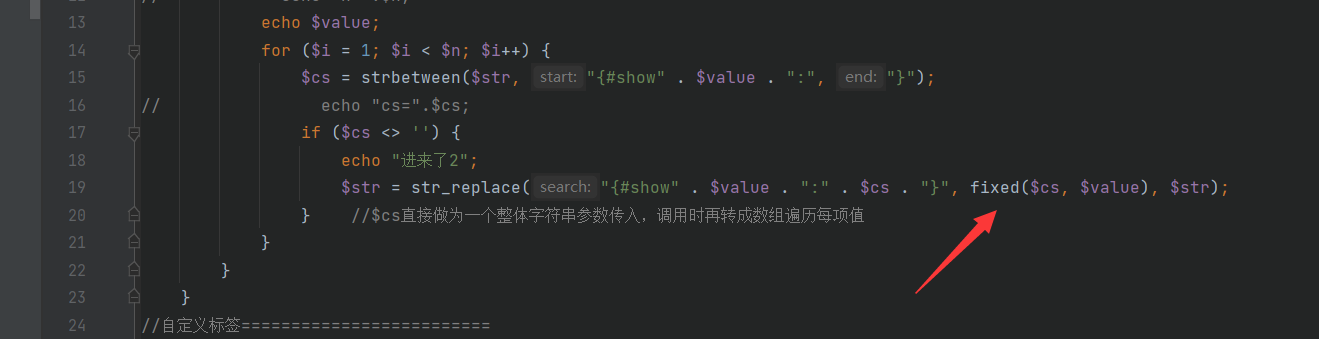 13 echo $value;
14 for ($i = 1; $i < $n; $i++) {
15 $cs = strbetween($str, start: "{#show" . $value . ":", end: "}");
16 // echo "cs=".$cs;
17 if ($cs <> '') {
18 echo "进来了2";
19 $str = str_replace( search: "{#show" . $value . ":" . $cs . "}", fixed($cs, $value), $str);
20 } //$cs直接做为一个整体字符串参数传入，调用时再转成数组遍历每项值
21 }
22 }
23 }
24 //自定义标签=========================